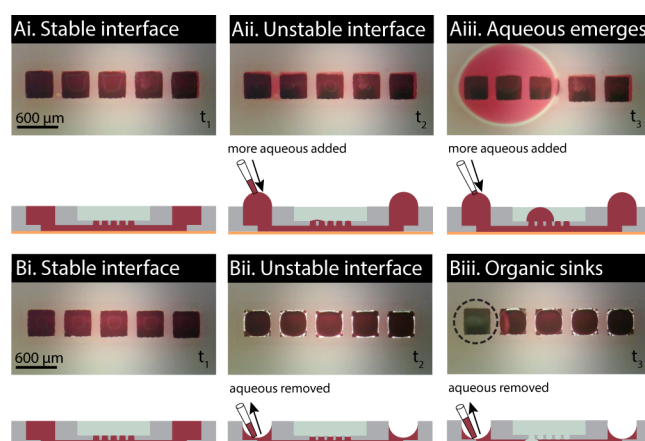 Ai. Stable interface
Aii. Unstable interface
Aiii. Aqueous emerges
600 µm
t1
t2
t3
more aqueous added
more aqueous added
Bi. Stable interface
Bii. Unstable interface
Biii. Organic sinks
600 µm
t1
t2
t3
aqueous removed
aqueous removed